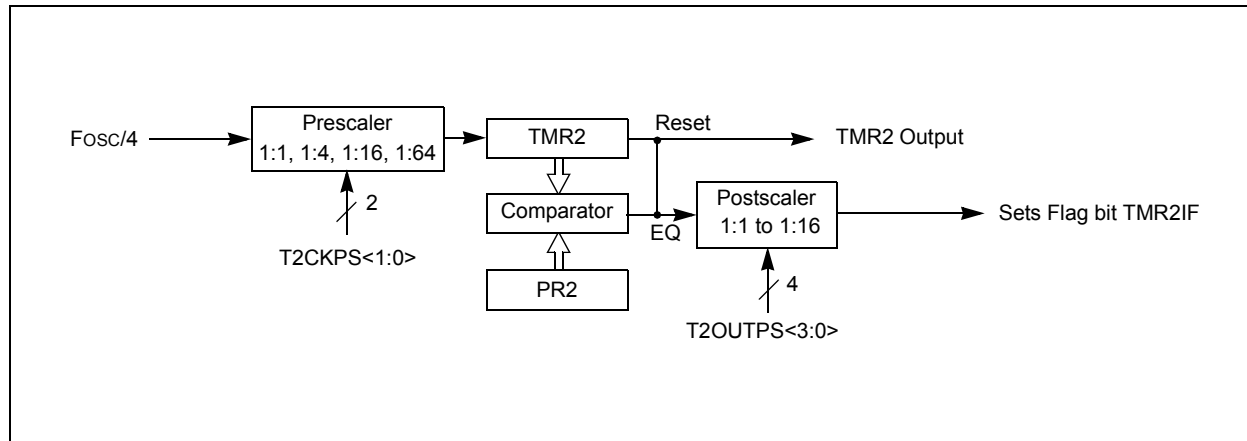 FOSC/4
Prescaler
1:1, 1:4, 1:16, 1:64
2
T2CKPS<1:0>
TMR2
Reset
TMR2 Output
Comparator
EQ
PR2
Postscaler
1:1 to 1:16
4
T2OUTPS<3:0>
Sets Flag bit TMR2IF